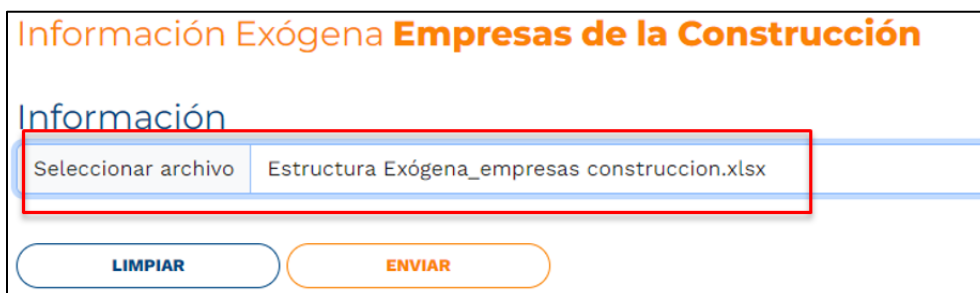 Información Exógena Empresas de la Construcción
Información
Seleccionar archivo Estructura Exógena_empresas construccion.xlsx
LIMPIAR ENVIAR